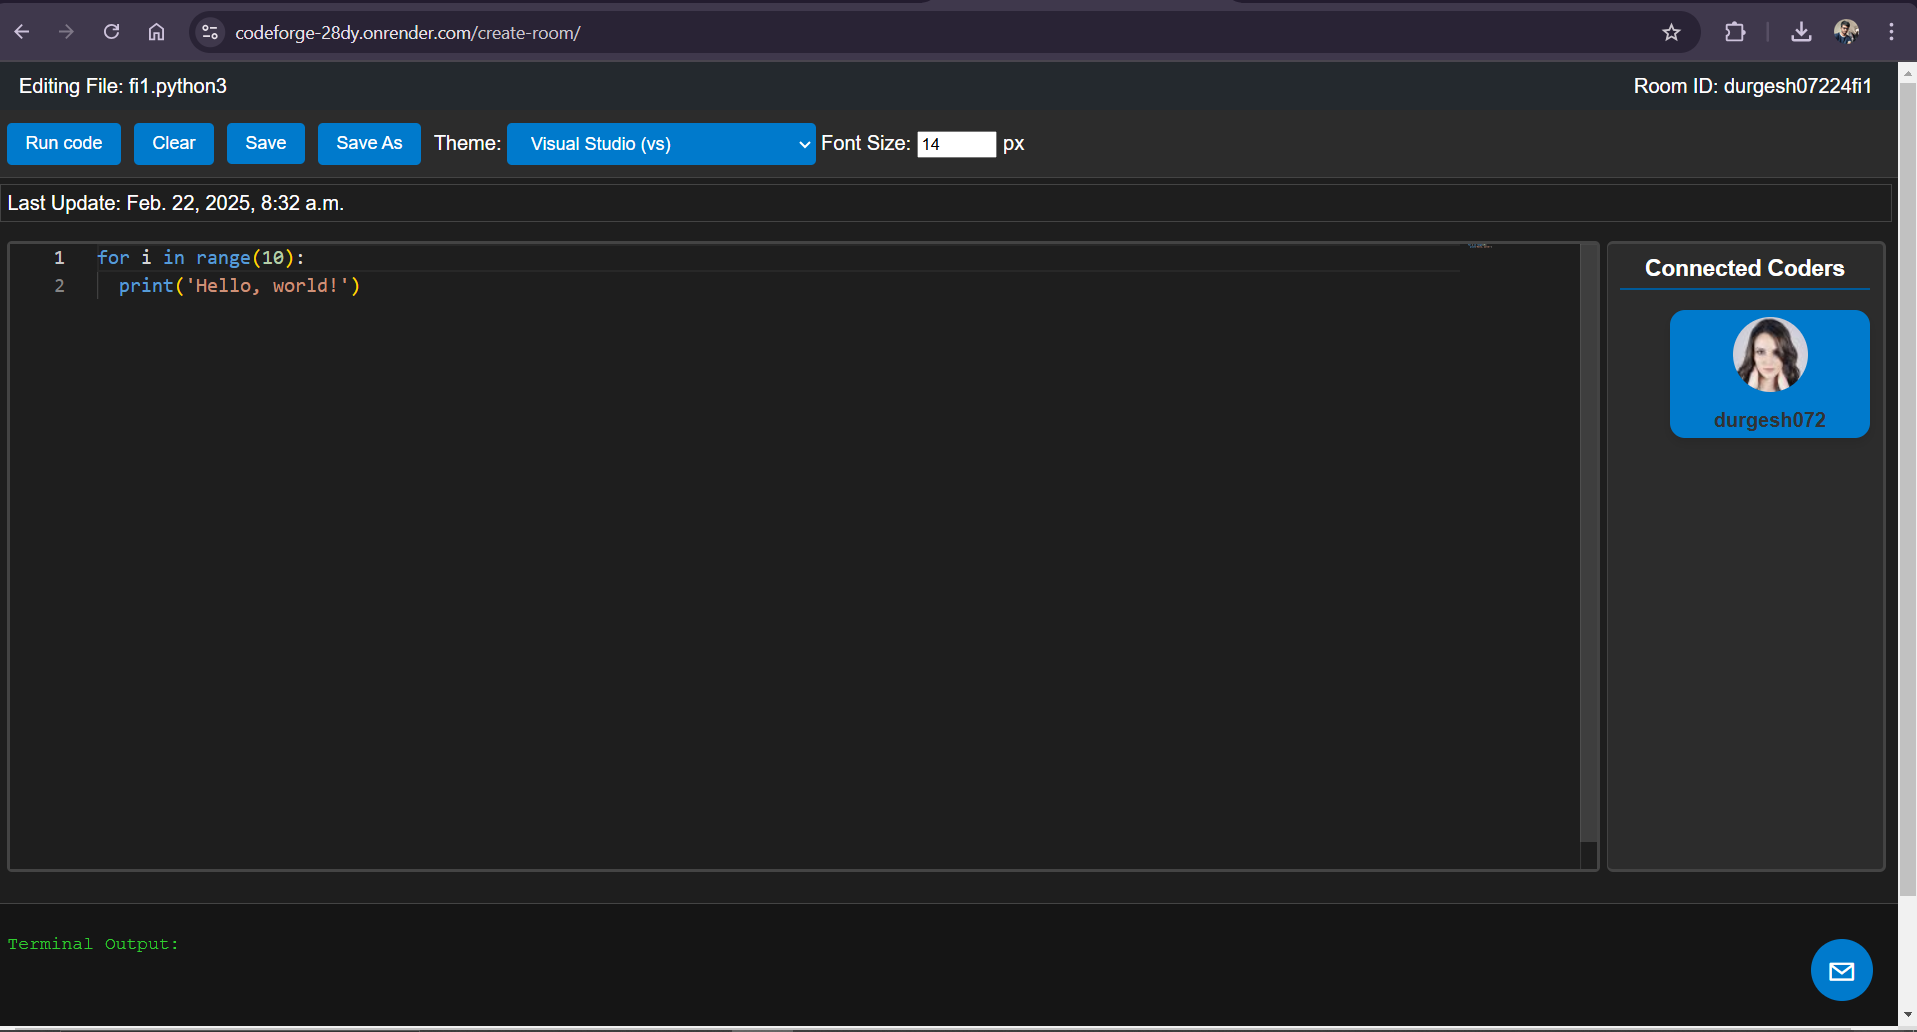 codeforge-28dy.onrender.com/create-room/
Editing File: fi1.python3
Room ID: durgesh07224fi1
Run code
Clear
Save
Save As
Theme:
Visual Studio (vs)
Font Size:
14
px
Last Update: Feb. 22, 2025, 8:32 a.m.
1 for i in range(10):
2 print('Hello, world!')
Connected Coders
durgesh072
Terminal Output: